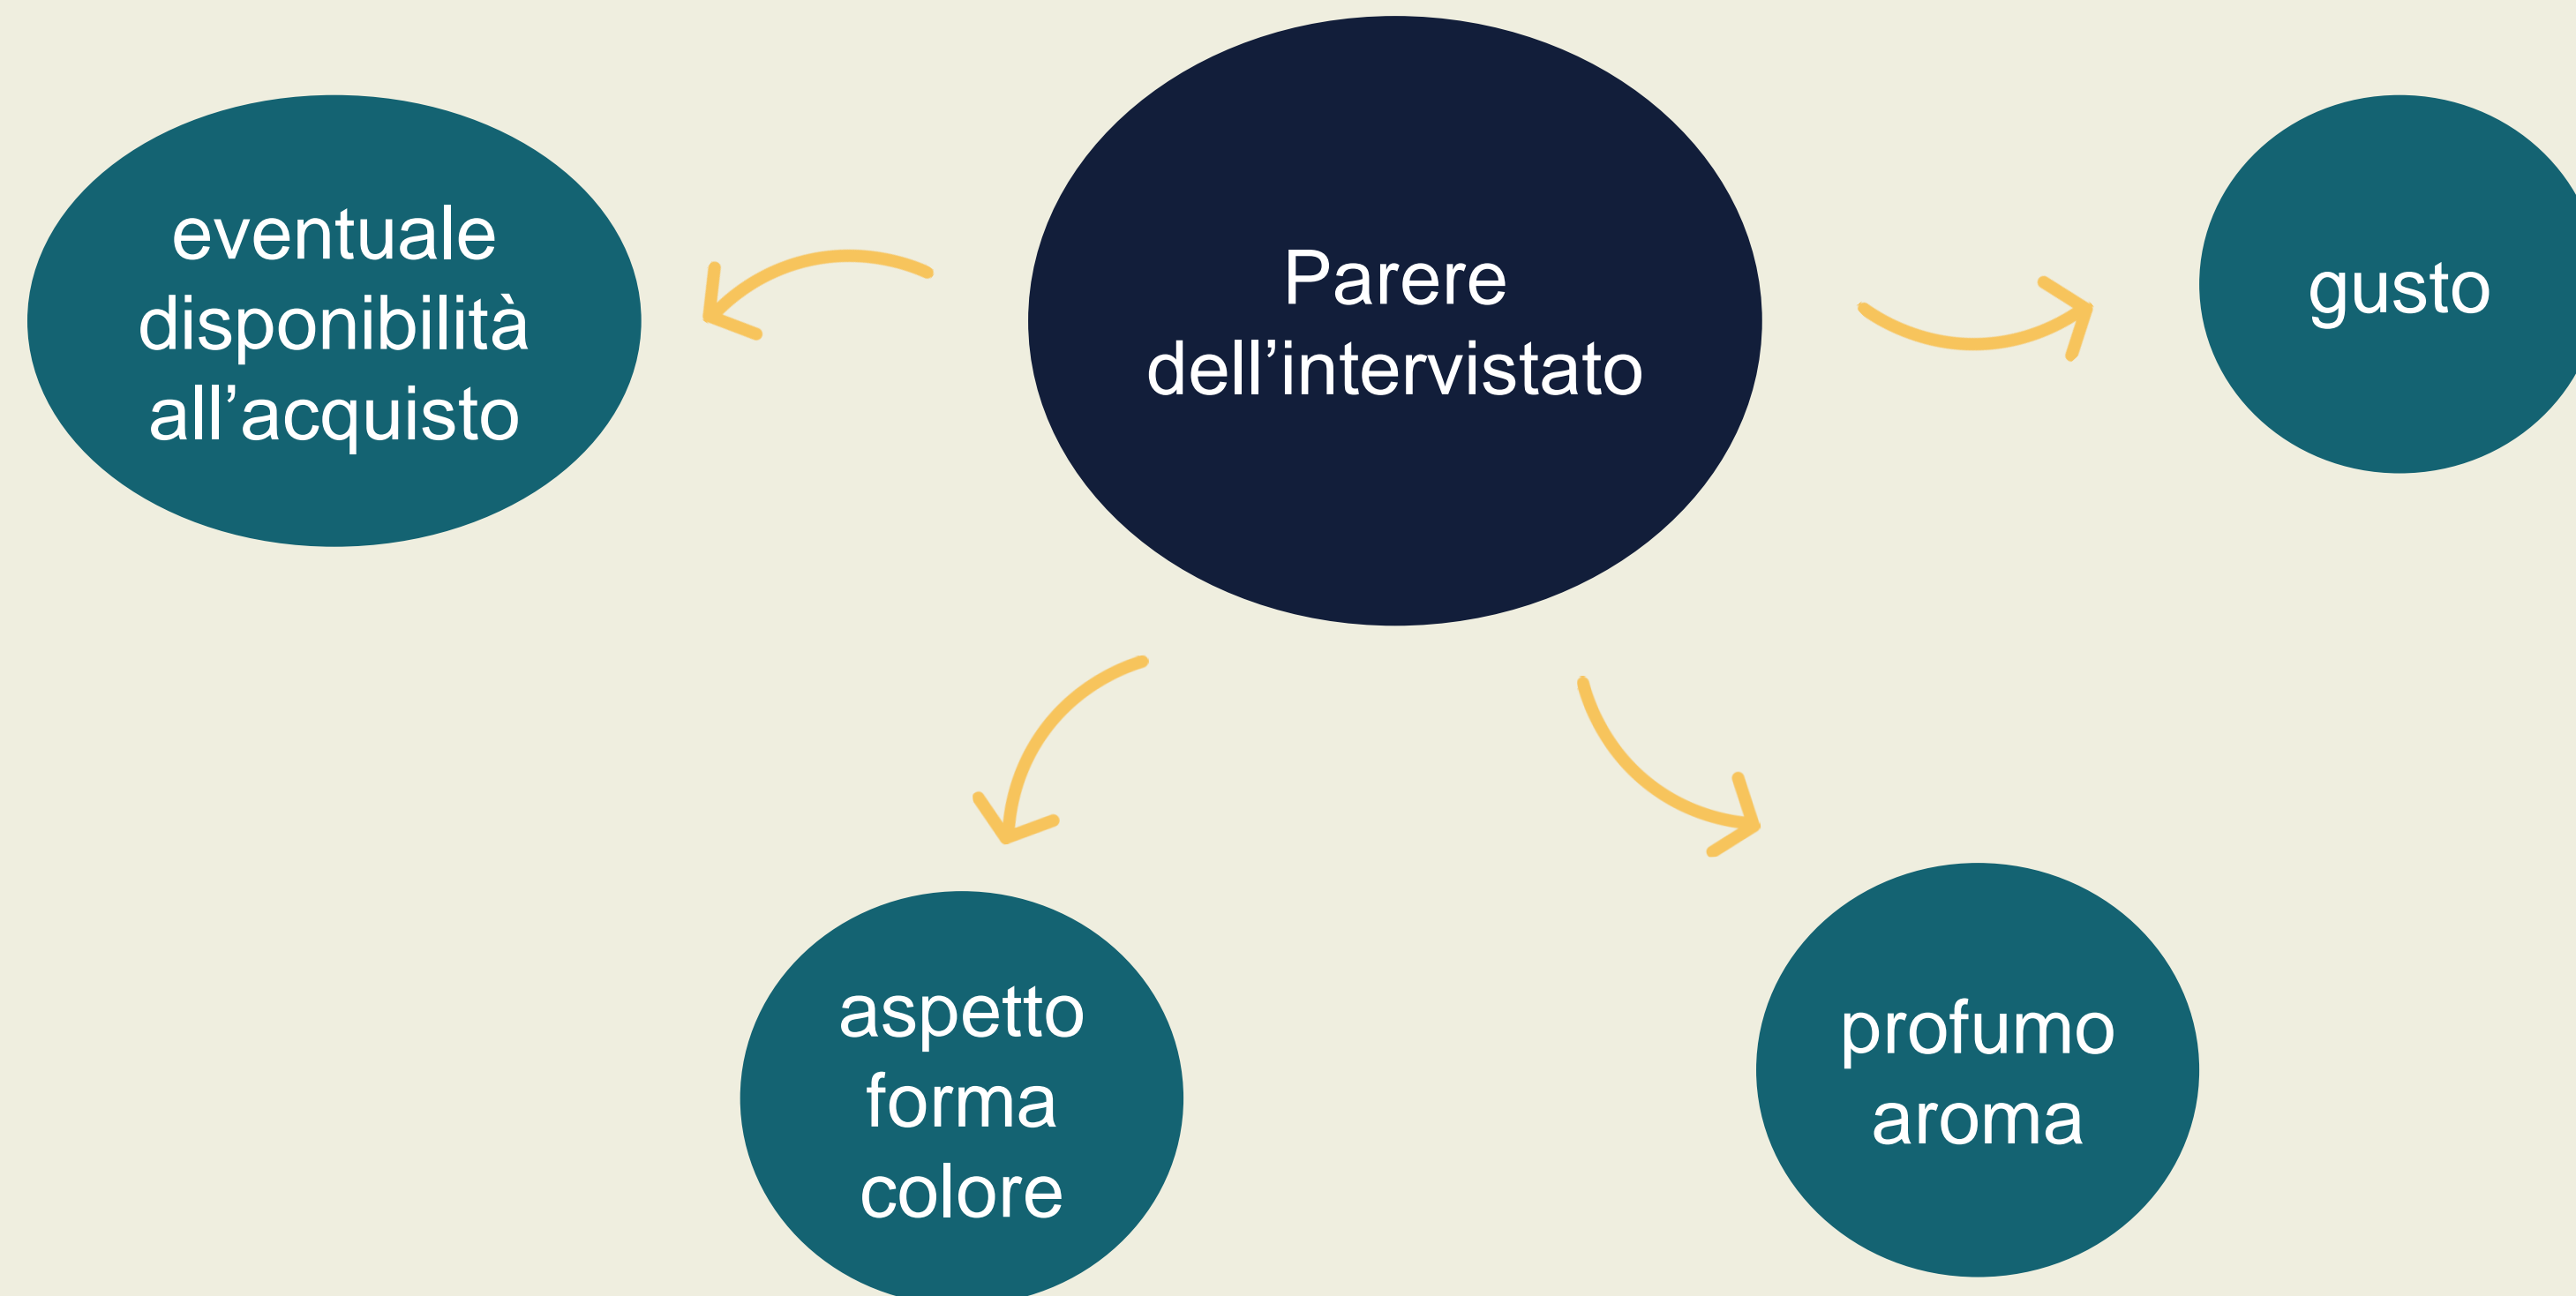 Parere
dell’intervistato
eventuale
disponibilità
all’acquisto
gusto
aspetto
forma
colore
profumo
aroma